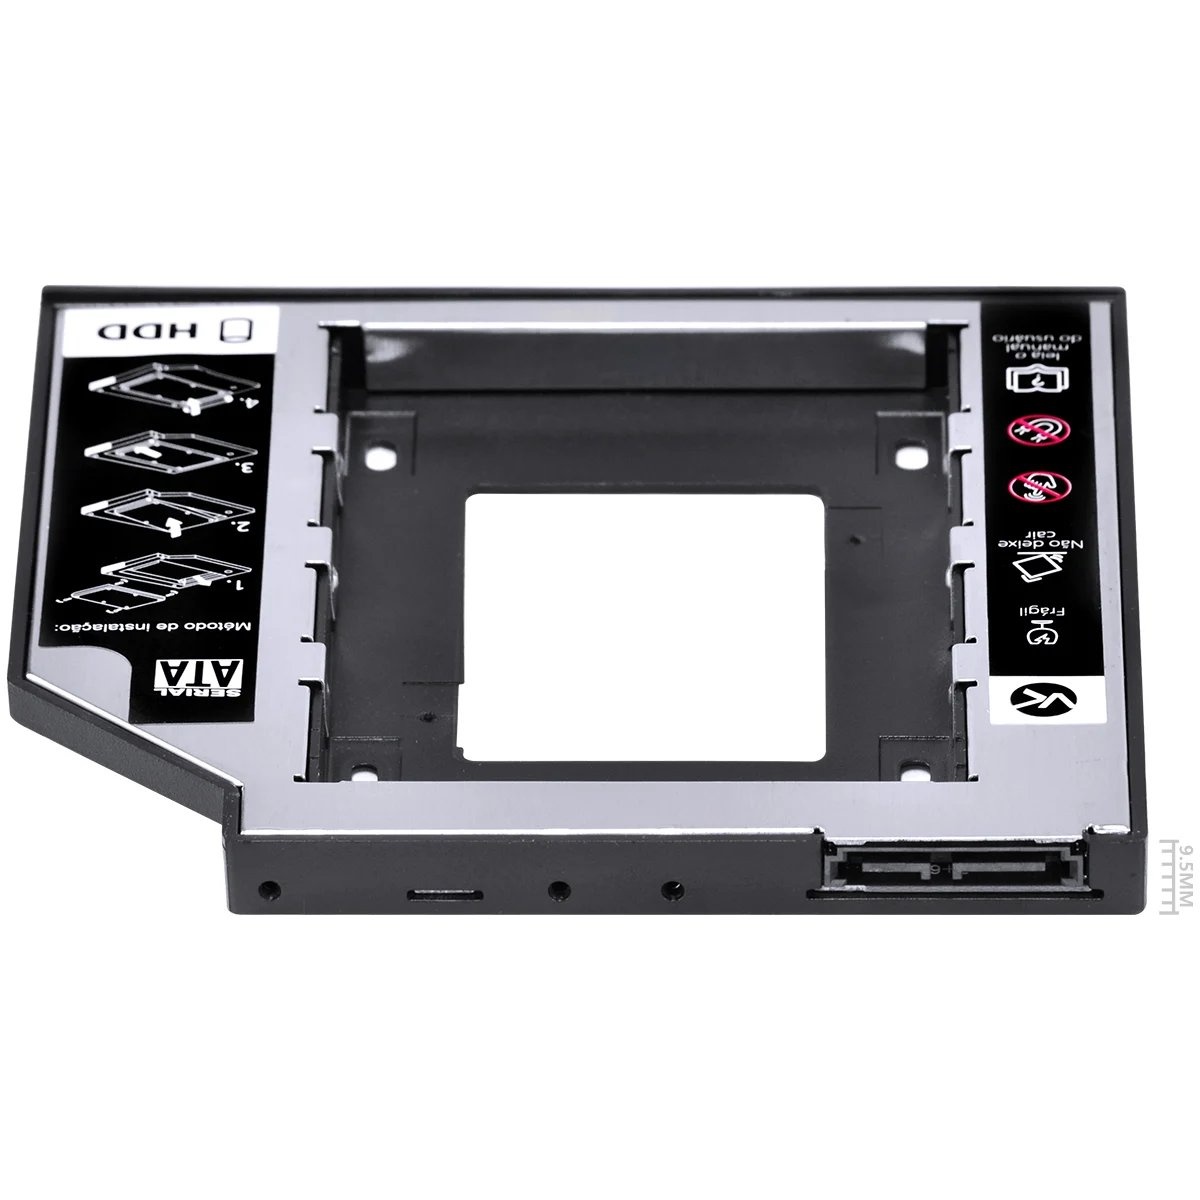 HDD
4.
3.
2.
1.
Método de instalação:
SERIAL
ATA
leia o
manual
do usuário
Não deixe
cair
Frágil
VK
9.5MM